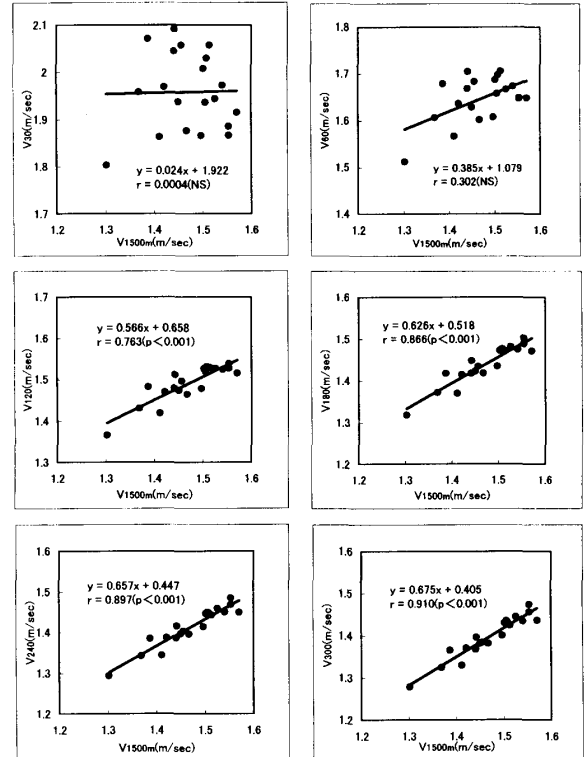 2.1
2
1.9
1.8
1.7
V30(m/sec)
y = 0.024x + 1.922
r = 0.0004(NS)
1.2 1.3 1.4 1.5 1.6
V1500m(m/sec)
1.8
1.7
1.6
1.5
1.4
V60(m/sec)
y = 0.385x + 1.079
r = 0.302(NS)
1.2 1.3 1.4 1.5 1.6
V1500m(m/sec)
1.7
1.6
1.5
1.4
1.3
V120(m/sec)
y = 0.566x + 0.658
r = 0.763(p<0.001)
1.2 1.3 1.4 1.5 1.6
V1500m(m/sec)
1.6
1.5
1.4
1.3
1.2
V180(m/sec)
y = 0.626x + 0.518
r = 0.866(p<0.001)
1.2 1.3 1.4 1.5 1.6
V1500m(m/sec)
1.6
1.5
1.4
1.3
1.2
V240(m/sec)
y = 0.657x + 0.447
r = 0.897(p<0.001)
1.2 1.3 1.4 1.5 1.6
V1500m(m/sec)
1.6
1.5
1.4
1.3
1.2
V300(m/sec)
y = 0.675x + 0.405
r = 0.910(p<0.001)
1.2 1.3 1.4 1.5 1.6
V1500m(m/sec)